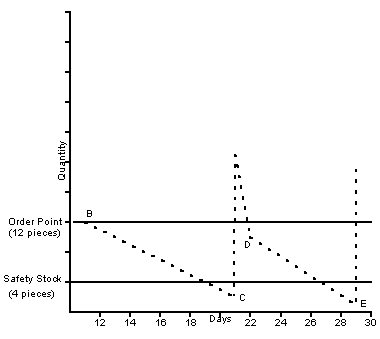 Quantity
Order Point
(12 pieces)
Safety Stock
(4 pieces)
B
C
D
E
12 14 16 18 20 22 24 26 28 30
Days